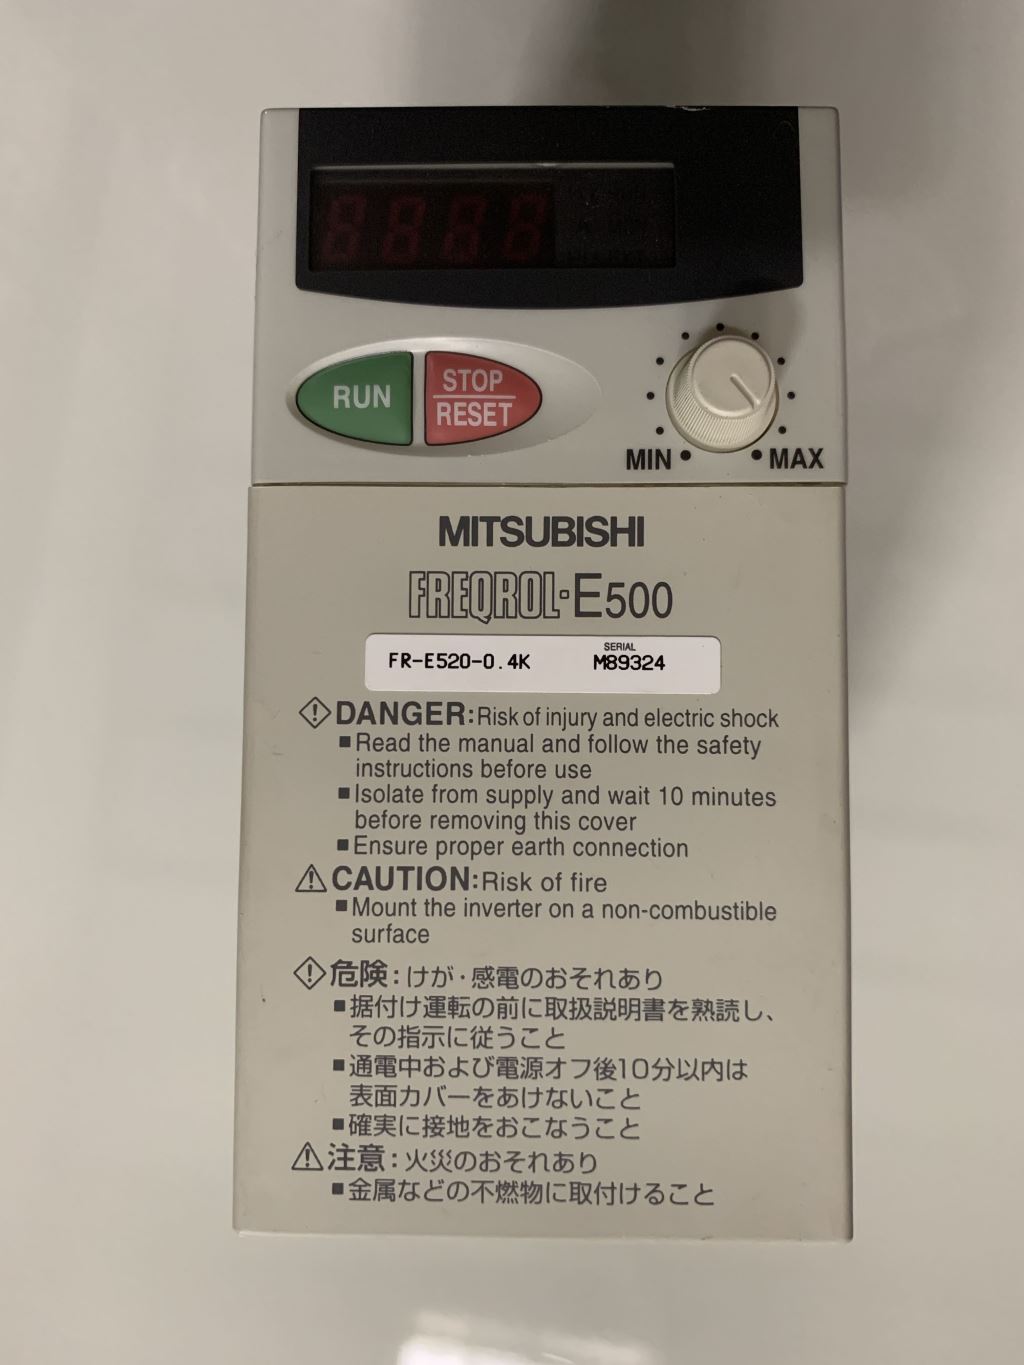 8888
RUN
STOP
RESET
MIN
MAX
MITSUBISHI
FREQROL-E500
SERIAL
FR-E520-0.4K M89324
DANGER:Risk of injury and electric shock
■Read the manual and follow the safety
instructions before use
■Isolate from supply and wait 10 minutes
before removing this cover
■Ensure proper earth connection
CAUTION:Risk of fire
■Mount the inverter on a non-combustible
surface
危険:けが・感電のおそれあり
■据付け運転の前に取扱説明書を熟読し、
その指示に従うこと
■通電中および電源オフ後10分以内は
表面カバーをあけないこと
■確実に接地をおこなうこと
注意:火災のおそれあり
■金属などの不燃物に取付けること